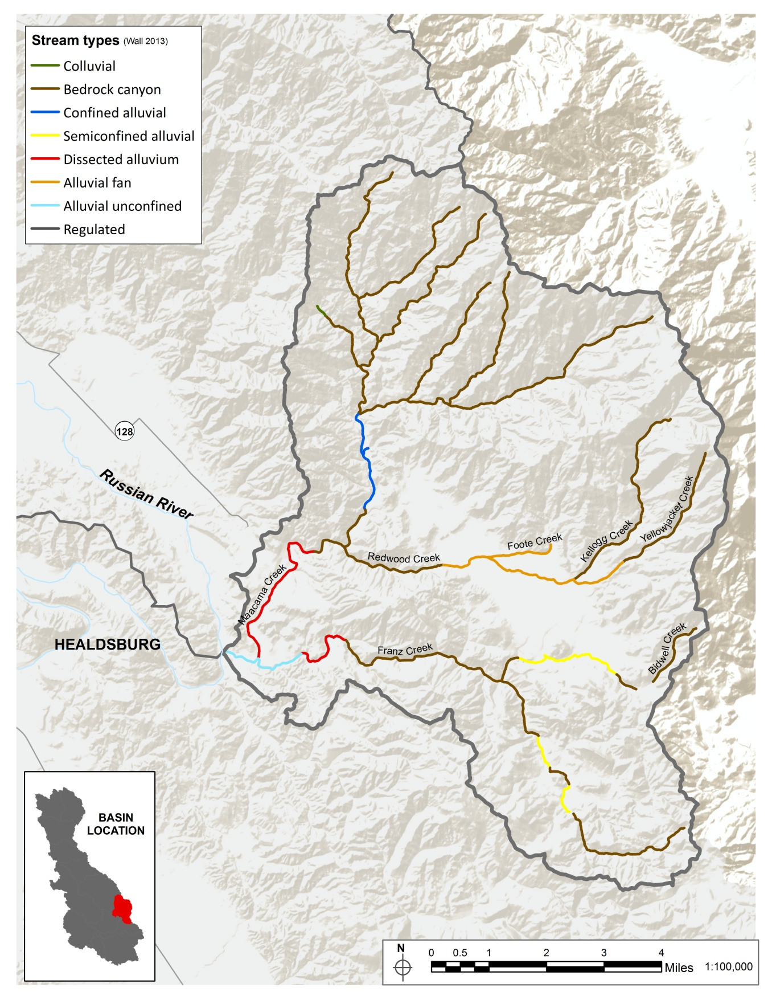 Stream types (Wall 2013)
Colluvial
Bedrock canyon
Confined alluvial
Semiconfined alluvial
Dissected alluvium
Alluvial fan
Alluvial unconfined
Regulated
128
Russian River
Yellowjacket Creek
Kellogg Creek
Foote Creek
Redwood Creek
Maacama Creek
Bidwell Creek
HEALDSBURG
Franz Creek
BASIN
LOCATION
N
0 0.5 1 2 3 4
Miles 1:100,000